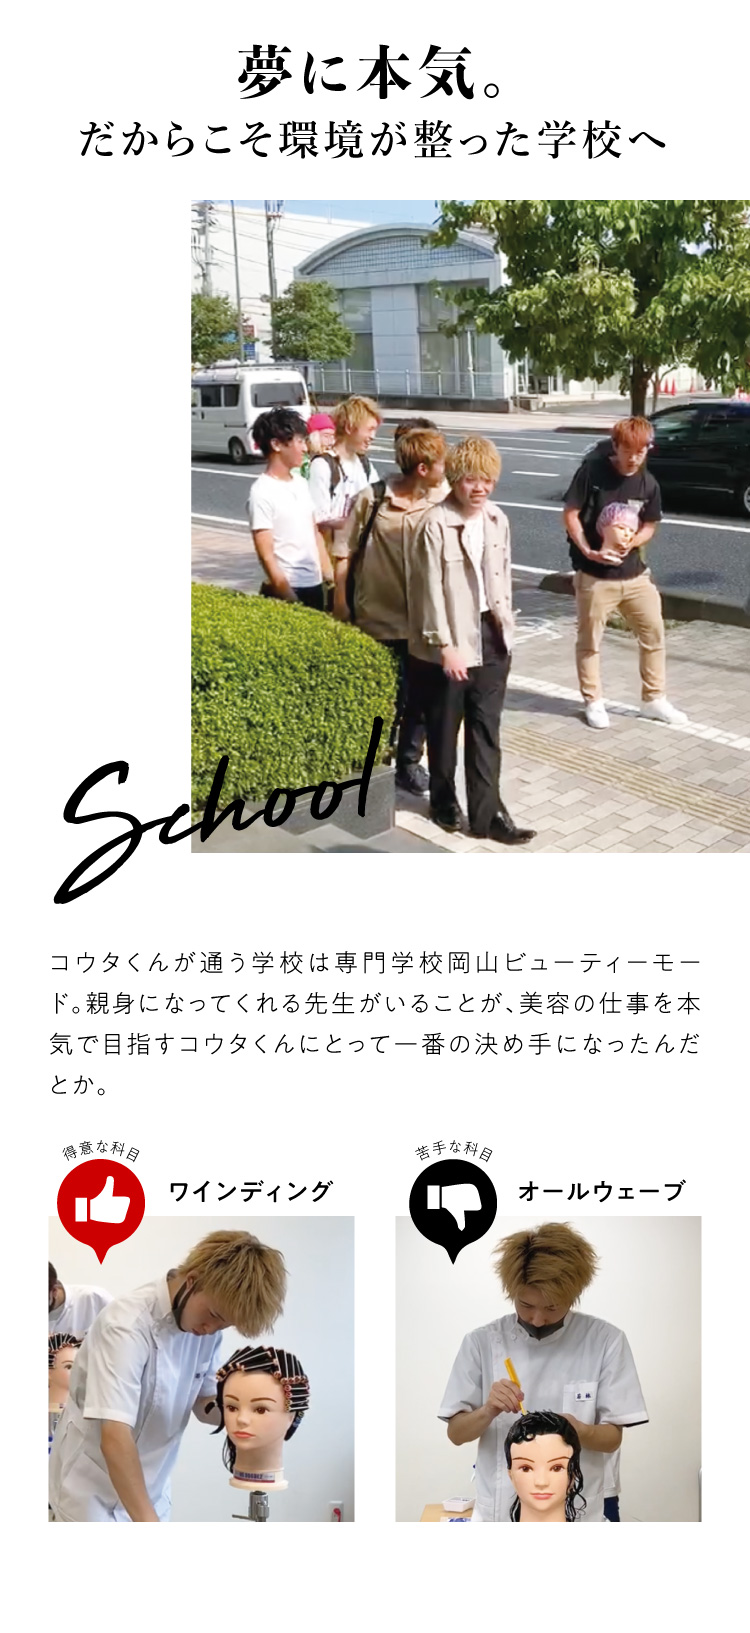 夢に本気。
だからこそ環境が整った学校へ
School
コウタくんが通う学校は専門学校岡山ビューティーモー
ド。親身になってくれる先生がいることが、美容の仕事を本
気で目指すコウタくんにとって一番の決め手になったんだ
とか。
得意な科目
ワインディング
苦手な科目
オールウェーブ